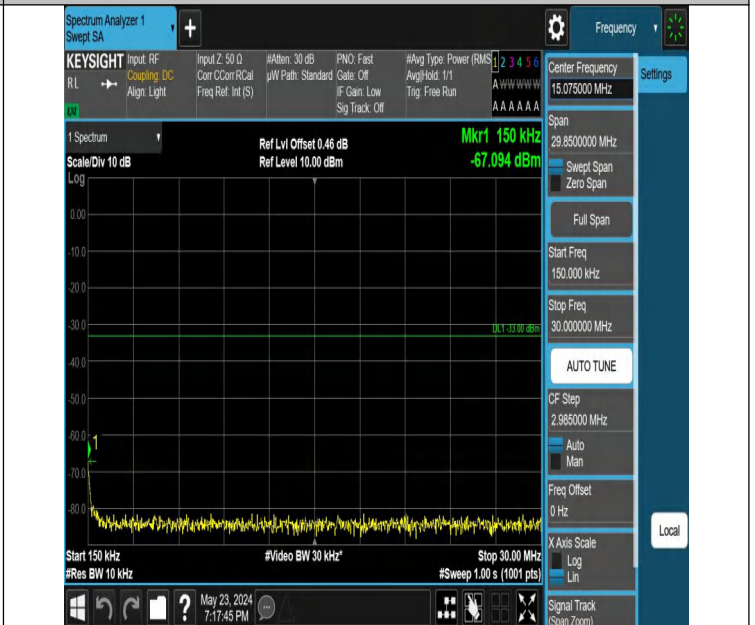 Spectrum Analyzer 1
Swept SA
+
Frequency
KEYSIGHT
RL
LXI
Input: RF
Coupling: DC
Align: Light
Input Z: 50 Ω
Corr CCorr RCal
Freq Ref: Int (S)
#Atten: 30 dB
µW Path: Standard
PNO: Fast
Gate: Off
IF Gain: Low
Sig Track: Off
#Avg Type: Power (RMS
Avg|Hold: 1/1
Trig: Free Run
1 2 3 4 5 6
A W W W W W
A A A A A A
1 Spectrum
Scale/Div 10 dB
Log
Ref Lvl Offset 0.46 dB
Ref Level 10.00 dBm
Mkr1 150 kHz
-67.094 dBm
0.00
-10.0
-20.0
-30.0
-40.0
-50.0
-60.0
-70.0
-80.0
DL1 -33.00 dBm
1
Start 150 kHz
#Res BW 10 kHz
#Video BW 30 kHz*
Stop 30.00 MHz
#Sweep 1.00 s (1001 pts)
Center Frequency
15.075000 MHz
Settings
Span
29.8500000 MHz
Swept Span
Zero Span
Full Span
Start Freq
150.000 kHz
Stop Freq
30.000000 MHz
AUTO TUNE
CF Step
2.985000 MHz
Auto
Man
Freq Offset
0 Hz
X Axis Scale
Log
Lin
Local
Signal Track
(Span Zoom)
?
May 23, 2024
7:17:45 PM